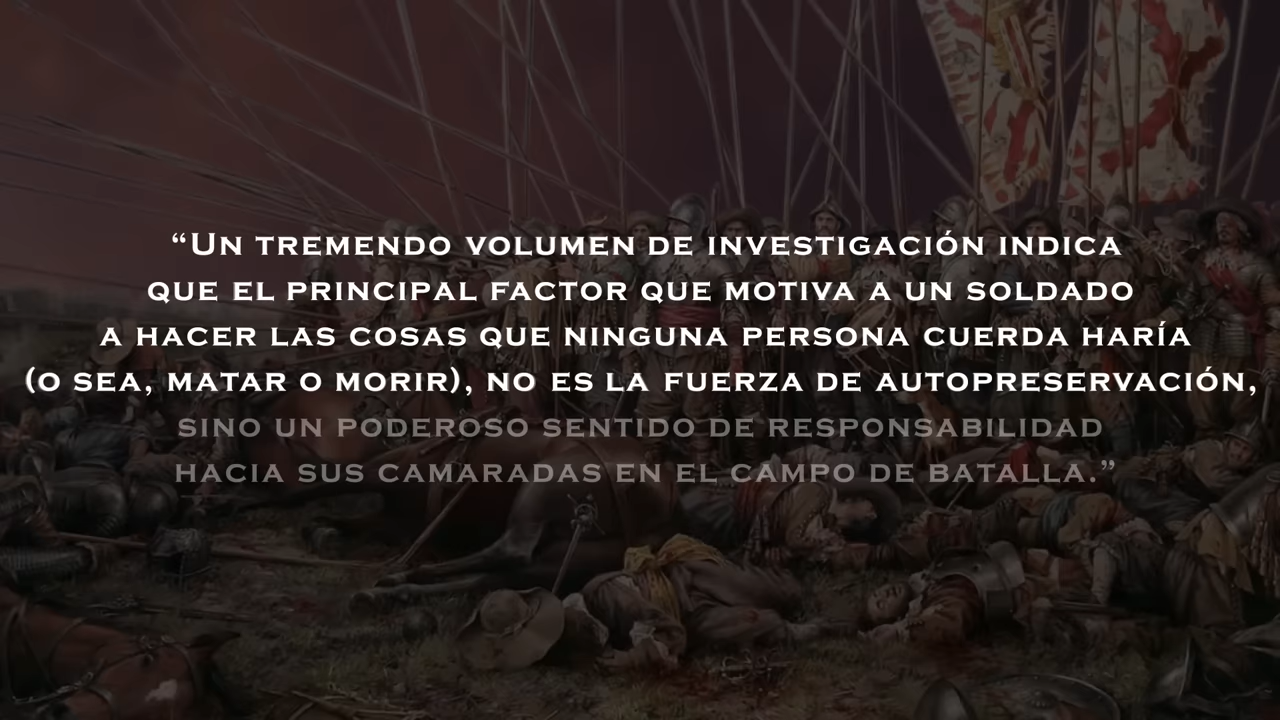 “Un tremendo volumen de investigación indica
que el principal factor que motiva a un soldado
a hacer las cosas que ninguna persona cuerda haría
(o sea, matar o morir), no es la fuerza de autopreservación,
sino un poderoso sentido de responsabilidad
hacia sus camaradas en el campo de batalla.”